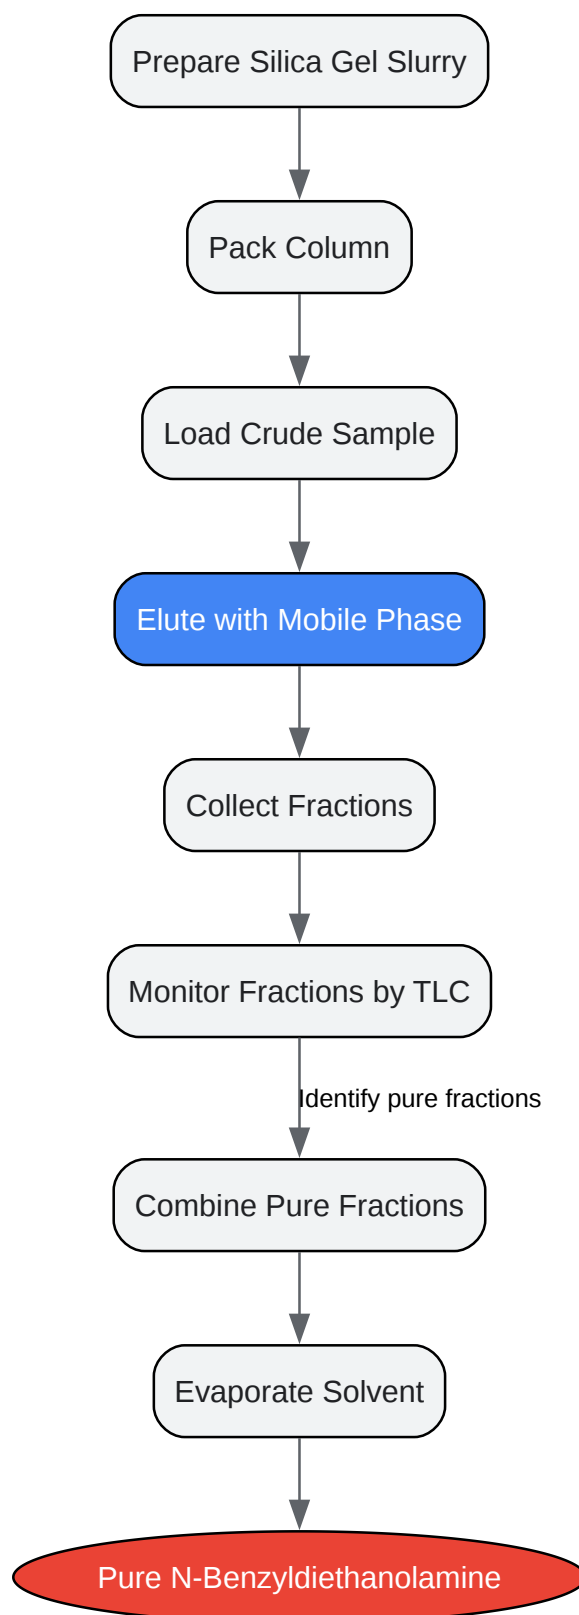 Prepare Silica Gel Slurry
Pack Column
Load Crude Sample
Elute with Mobile Phase
Collect Fractions
Monitor Fractions by TLC
Identify pure fractions
Combine Pure Fractions
Evaporate Solvent
Pure N-Benzyldiethanolamine